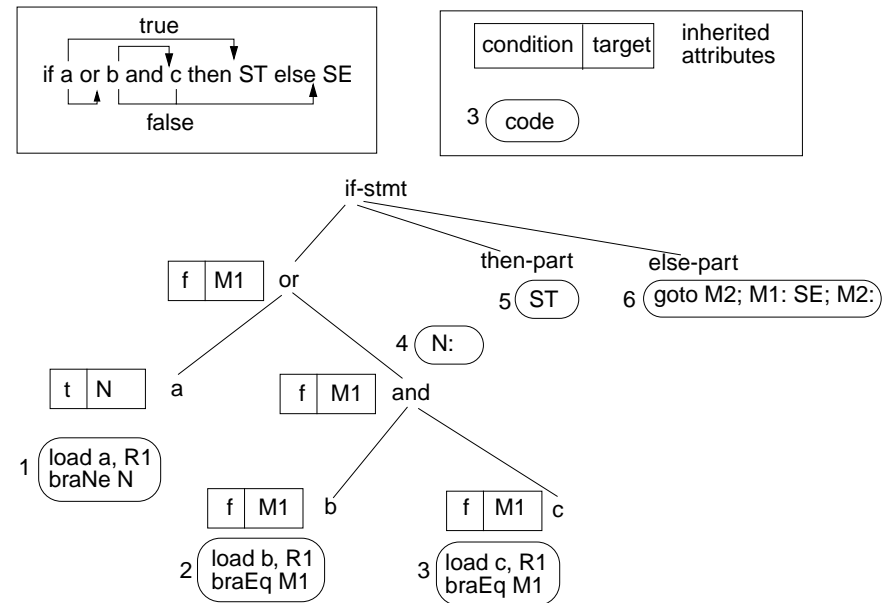 true
if a or b and c then ST else SE
false
condition target
inherited
attributes
3 code
if-stmt
then-part
else-part
f M1 or
5 ST
6 goto M2; M1: SE; M2:
4 N:
t N a
f M1 and
1 load a, R1
braNe N
f M1 b
f M1 c
2 load b, R1
braEq M1
3 load c, R1
braEq M1